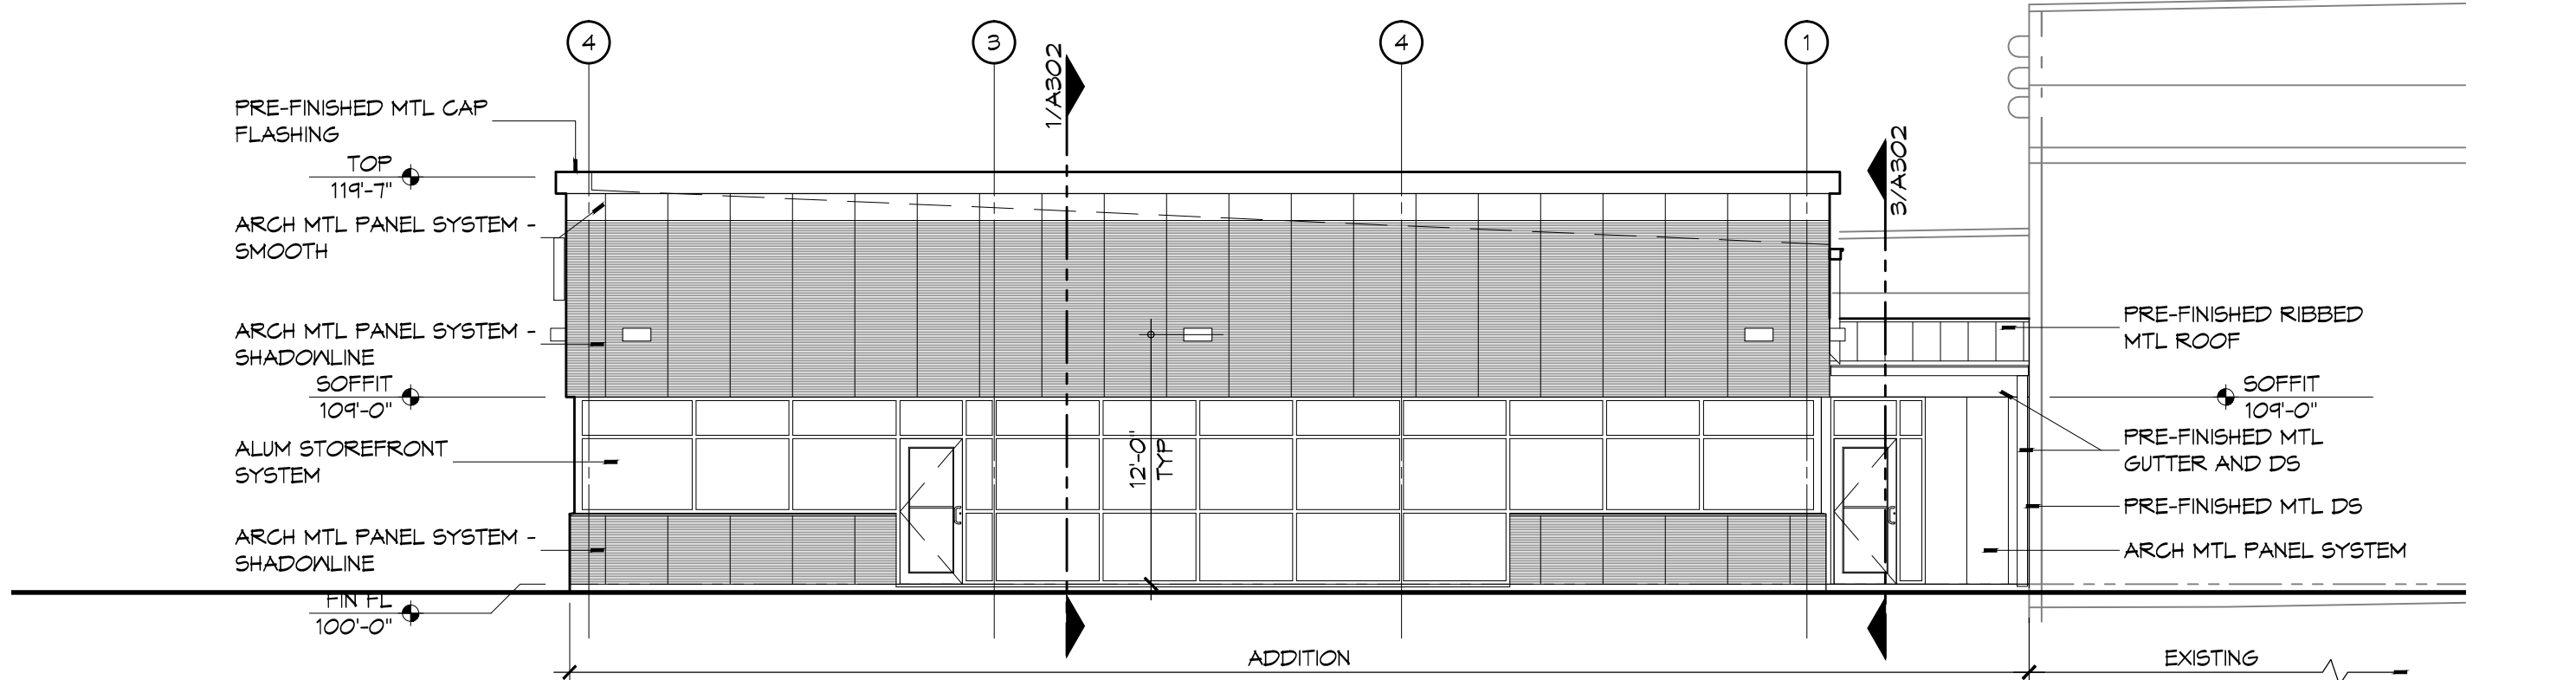 4
3
4
1
1/A302
3/A302
PRE-FINISHED MTL CAP
FLASHING
TOP
119'-7"
ARCH MTL PANEL SYSTEM -
SMOOTH
ARCH MTL PANEL SYSTEM -
SHADOWLINE
SOFFIT
109'-0"
ALUM STOREFRONT
SYSTEM
ARCH MTL PANEL SYSTEM -
SHADOWLINE
FIN FL
100'-0"
12'-0"
TYP
PRE-FINISHED RIBBED
MTL ROOF
SOFFIT
109'-0"
PRE-FINISHED MTL
GUTTER AND DS
PRE-FINISHED MTL DS
ARCH MTL PANEL SYSTEM
ADDITION
EXISTING